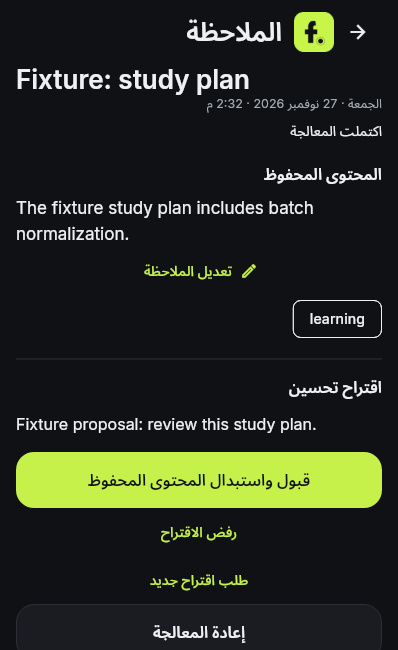 الملاحظة
Fixture: study plan
الجمعة · 27 نوفمبر 2026 · 2:32 م
اكتملت المعالجة
المحتوى المحفوظ
The fixture study plan includes batch
normalization.
تعديل الملاحظة
learning
اقتراح تحسين
Fixture proposal: review this study plan.
قبول واستبدال المحتوى المحفوظ
رفض الاقتراح
طلب اقتراح جديد
إعادة المعالجة